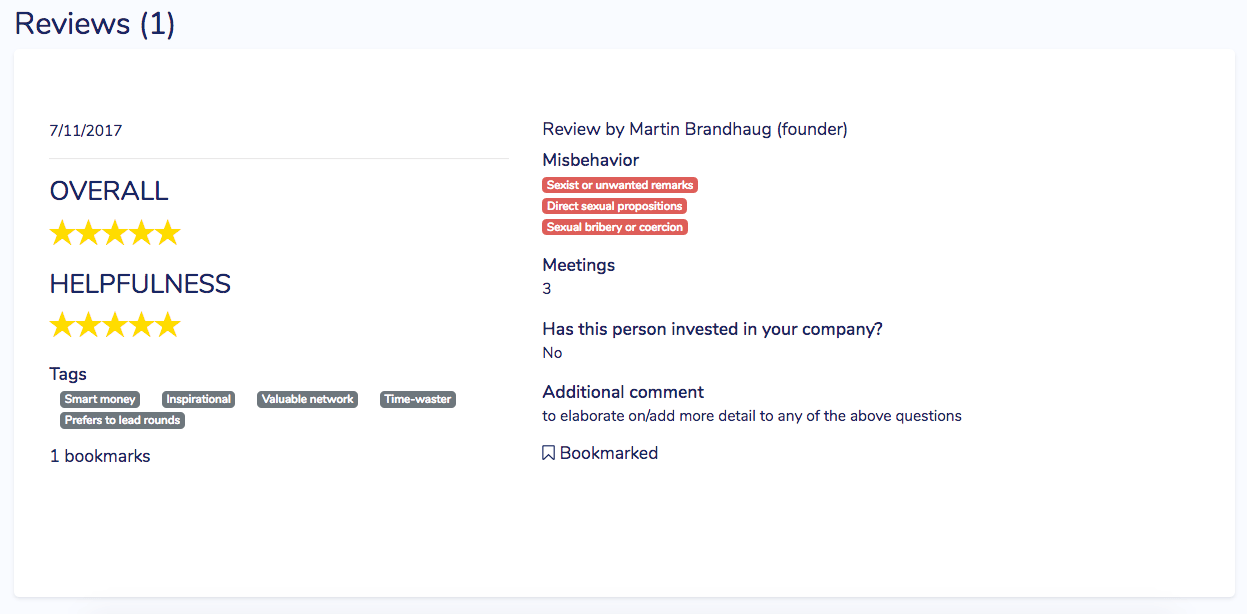 Reviews (1)
7/11/2017
OVERALL
HELPFULNESS
Tags
Smart money Inspirational Valuable network Time-waster
Prefers to lead rounds
1 bookmarks
Review by Martin Brandhaug (founder)
Misbehavior
Sexist or unwanted remarks
Direct sexual propositions
Sexual bribery or coercion
Meetings
3
Has this person invested in your company?
No
Additional comment
to elaborate on/add more detail to any of the above questions
Bookmarked